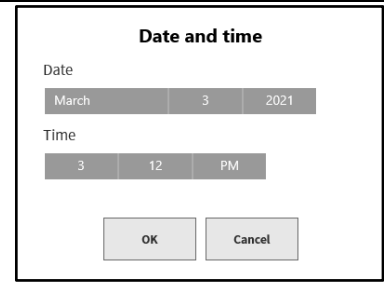 Date and time
Date
March 3 2021
Time
3 12 PM
OK Cancel